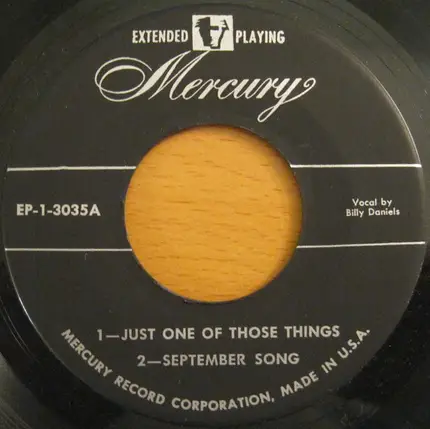 EXTENDED PLAYING
Mercury
EP-1-3035A
Vocal by
Billy Daniels
1—JUST ONE OF THOSE THINGS
2—SEPTEMBER SONG
MERCURY RECORD CORPORATION, MADE IN U.S.A.